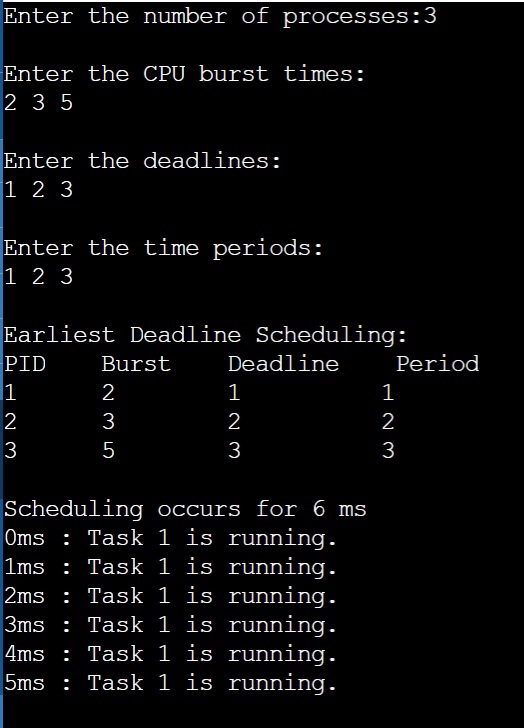 Enter the number of processes:3
Enter the CPU burst times:
2 3 5
Enter the deadlines:
1 2 3
Enter the time periods:
1 2 3
Earliest Deadline Scheduling:
PID Burst Deadline Period
1 2 1 1
2 3 2 2
3 5 3 3
Scheduling occurs for 6 ms
0ms : Task 1 is running.
1ms : Task 1 is running.
2ms : Task 1 is running.
3ms : Task 1 is running.
4ms : Task 1 is running.
5ms : Task 1 is running.